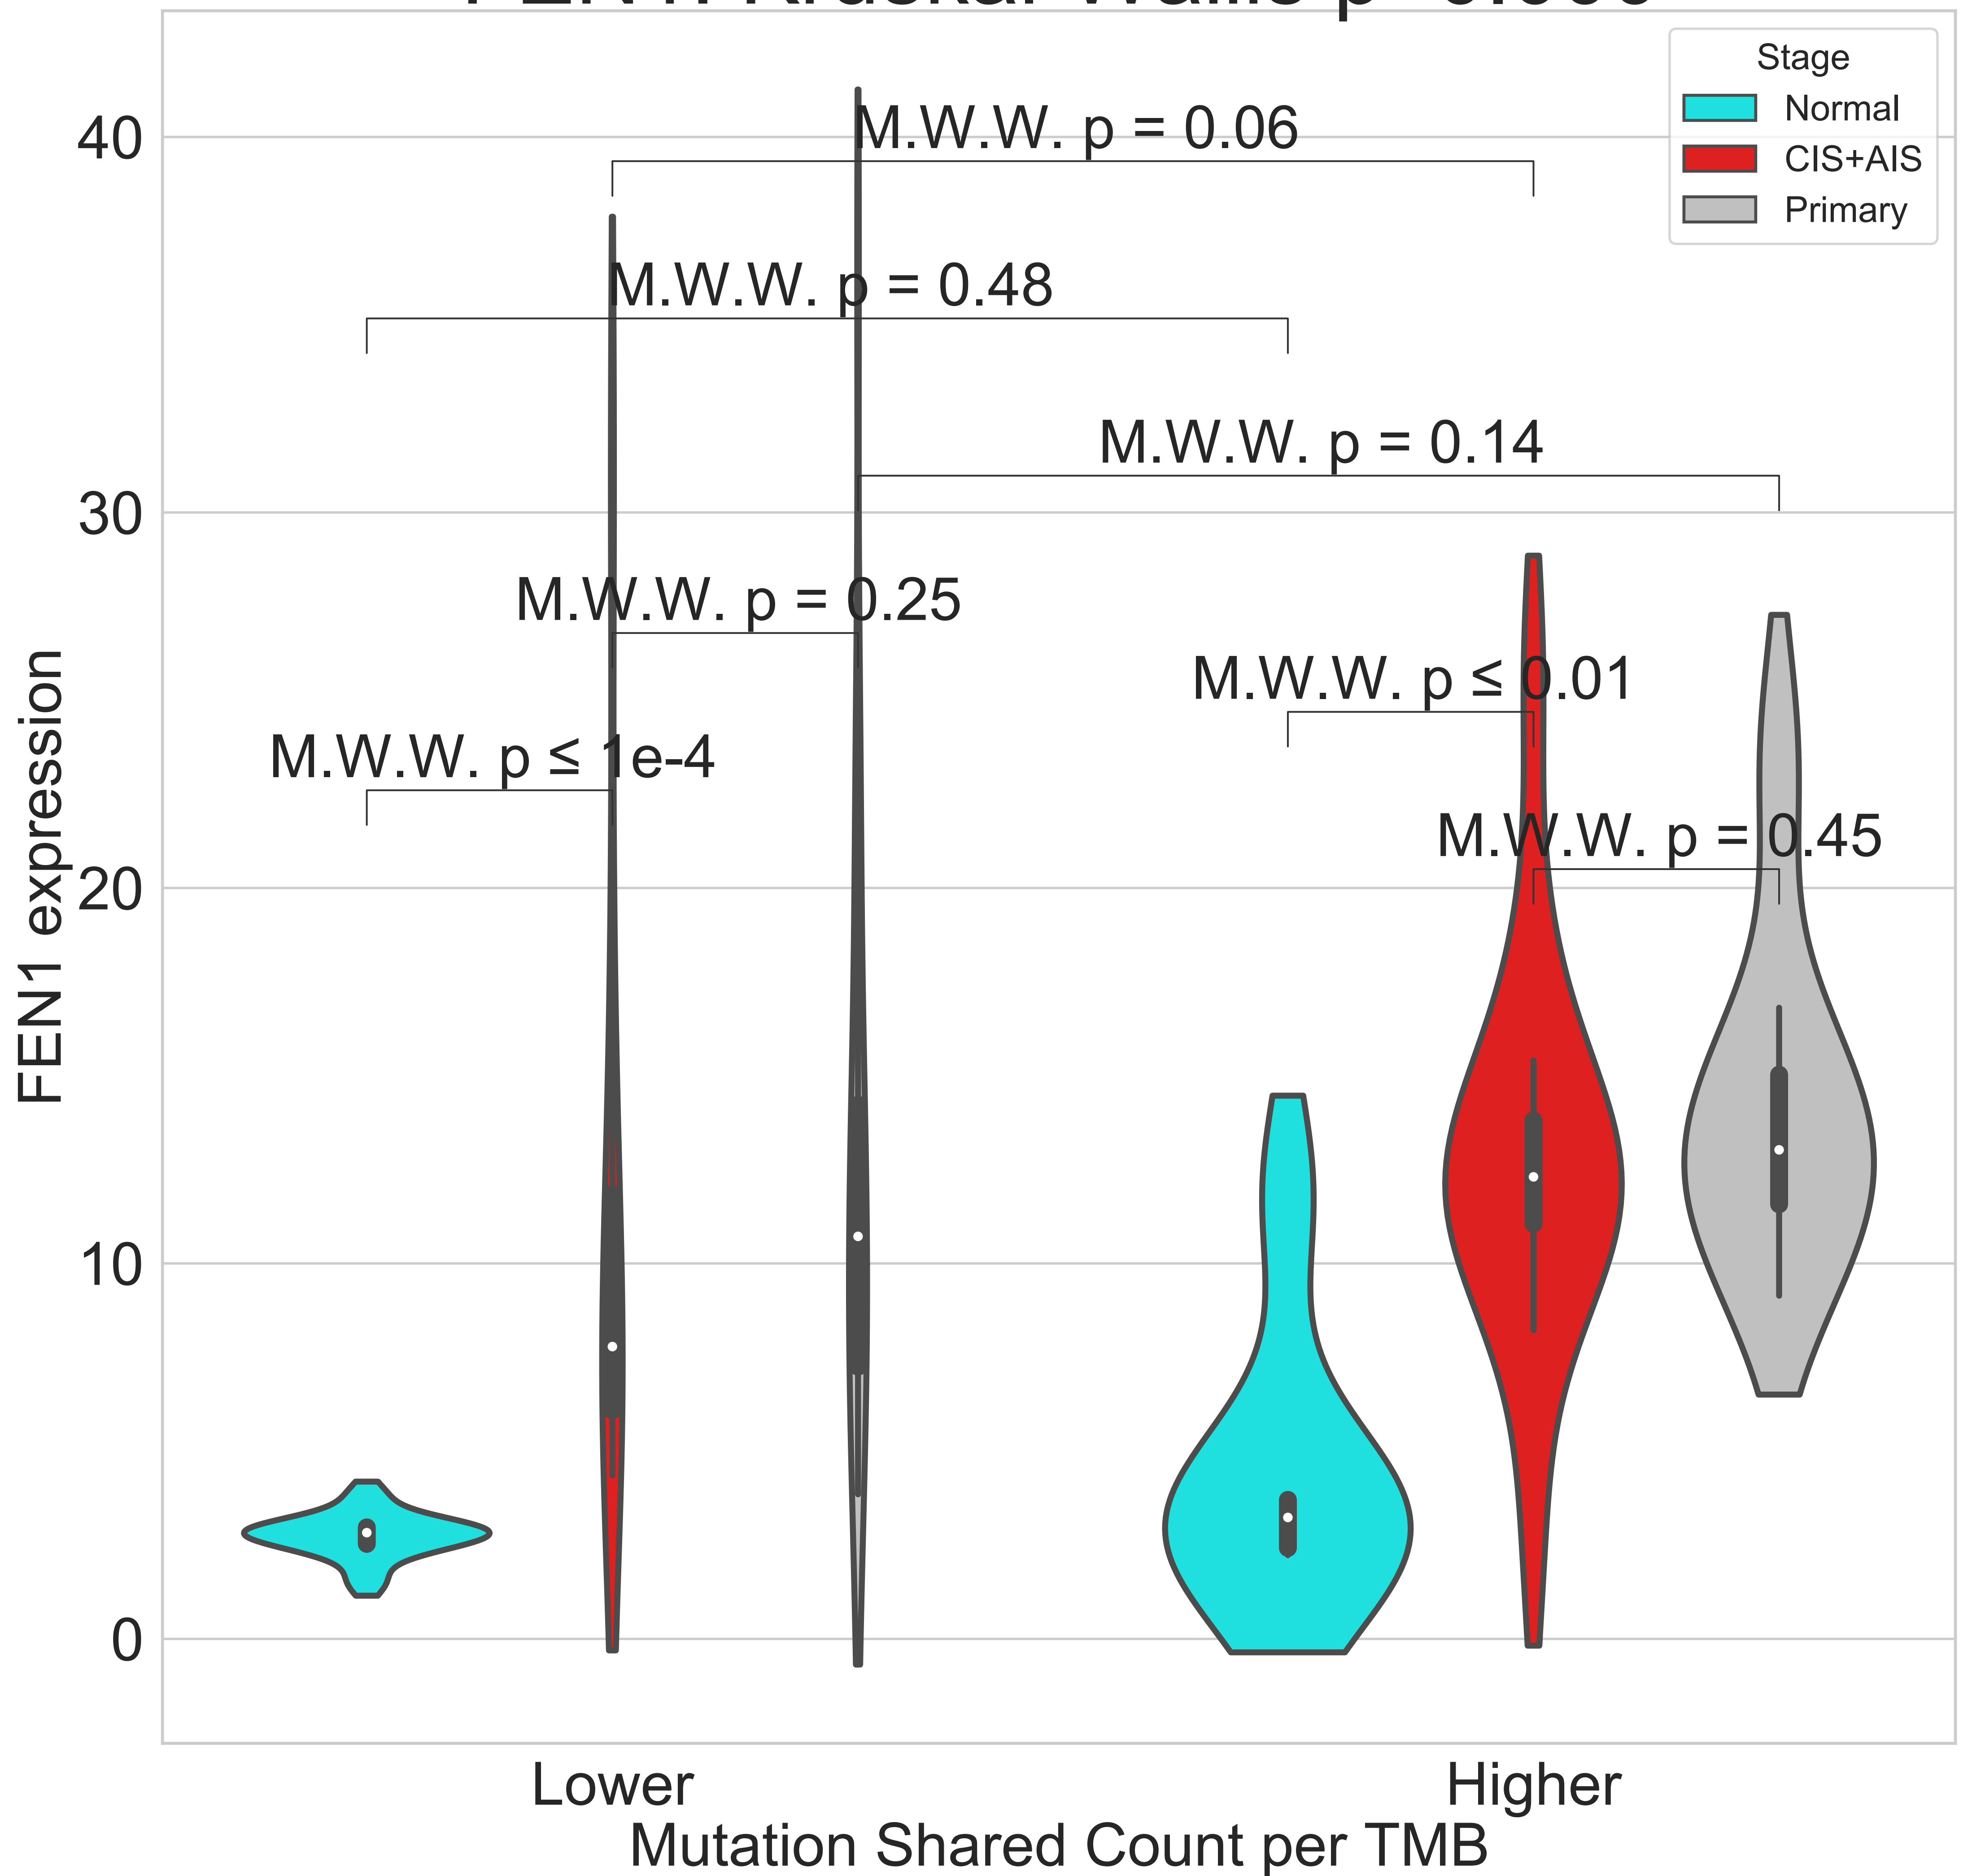 Stage
Normal
CIS+AIS
Primary
M.W.W. p = 0.06
M.W.W. p = 0.48
M.W.W. p = 0.14
M.W.W. p = 0.25
M.W.W. p ≤ 0.01
M.W.W. p ≤ 1e-4
M.W.W. p = 0.45
FEN1 expression
40
30
20
10
0
Lower
Higher
Mutation Shared Count per TMB